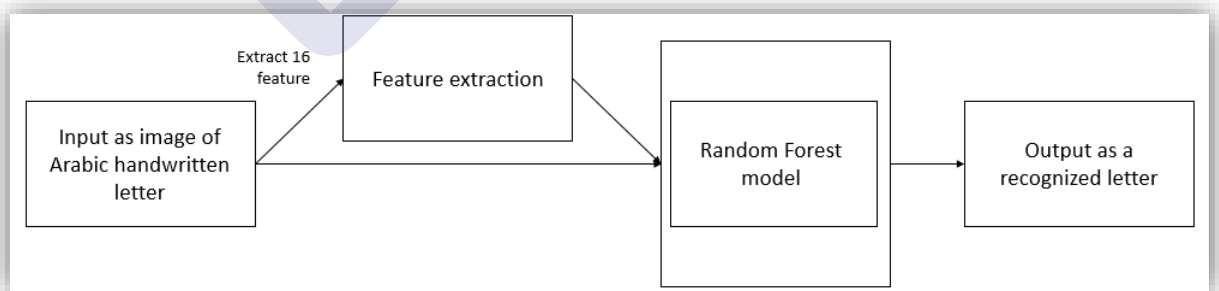 Extract 16
feature
Feature extraction
Input as image of
Arabic handwritten
letter
Random Forest
model
Output as a
recognized letter